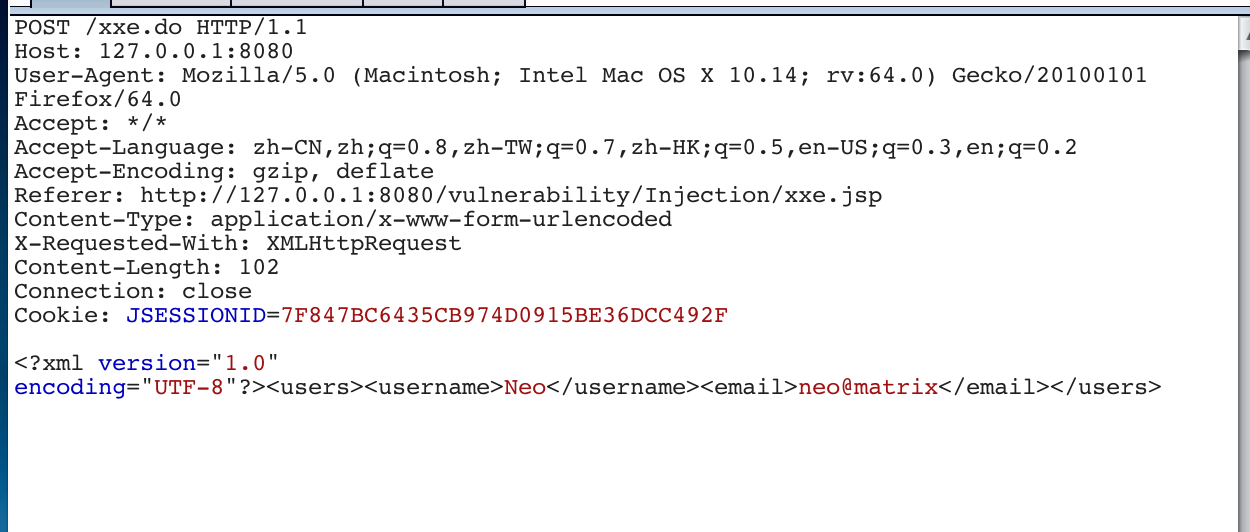 POST /xxe.do HTTP/1.1
Host: 127.0.0.1:8080
User-Agent: Mozilla/5.0 (Macintosh; Intel Mac OS X 10.14; rv:64.0) Gecko/20100101
Firefox/64.0
Accept: */*
Accept-Language: zh-CN,zh;q=0.8,zh-TW;q=0.7,zh-HK;q=0.5,en-US;q=0.3,en;q=0.2
Accept-Encoding: gzip, deflate
Referer: http://127.0.0.1:8080/vulnerability/Injection/xxe.jsp
Content-Type: application/x-www-form-urlencoded
X-Requested-With: XMLHttpRequest
Content-Length: 102
Connection: close
Cookie: JSESSIONID=7F847BC6435CB974D0915BE36DCC492F
<?xml version="1.0"
encoding="UTF-8"?><users><username>Neo</username><email>neo@matrix</email></users>